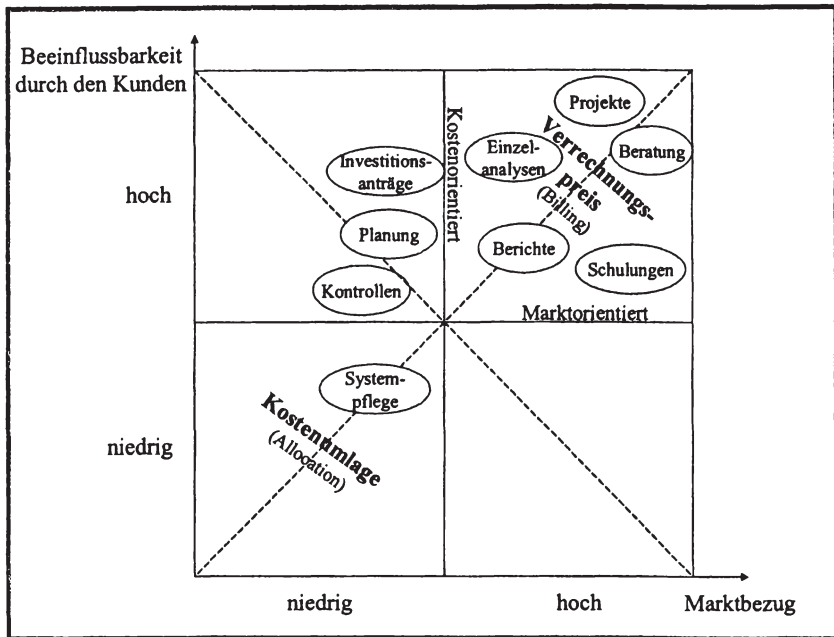 Beeinflussbarkeit
durch den Kunden
hoch
niedrig
Kostenorientiert
Projekte
Verrechnungs-
preis
(Billing)
Beratung
Einzel-
analysen
Investitions-
anträge
Planung
Berichte
Schulungen
Kontrollen
Marktorientiert
System-
pflege
Kostenumlage
(Allocation)
niedrig
hoch
Marktbezug